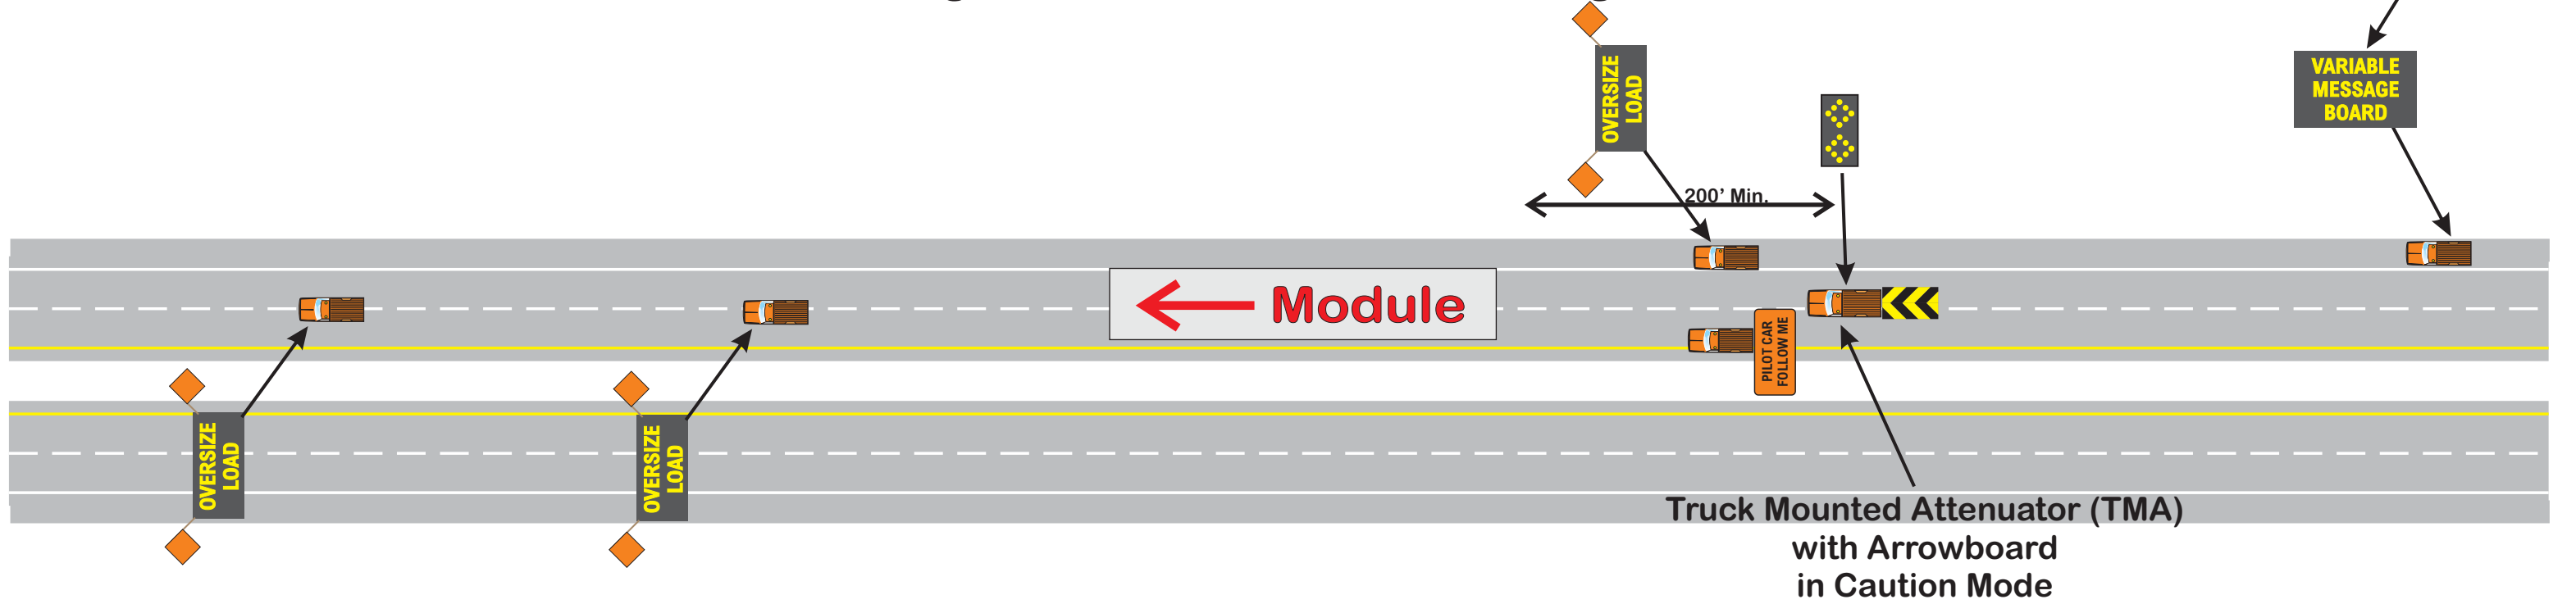 OVERSIZE
LOAD
VARIABLE
MESSAGE
BOARD
200’ Min.
Module
PILOT CAR
FOLLOW ME
OVERSIZE
LOAD
OVERSIZE
LOAD
Truck Mounted Attenuator (TMA)
with Arrowboard
in Caution Mode